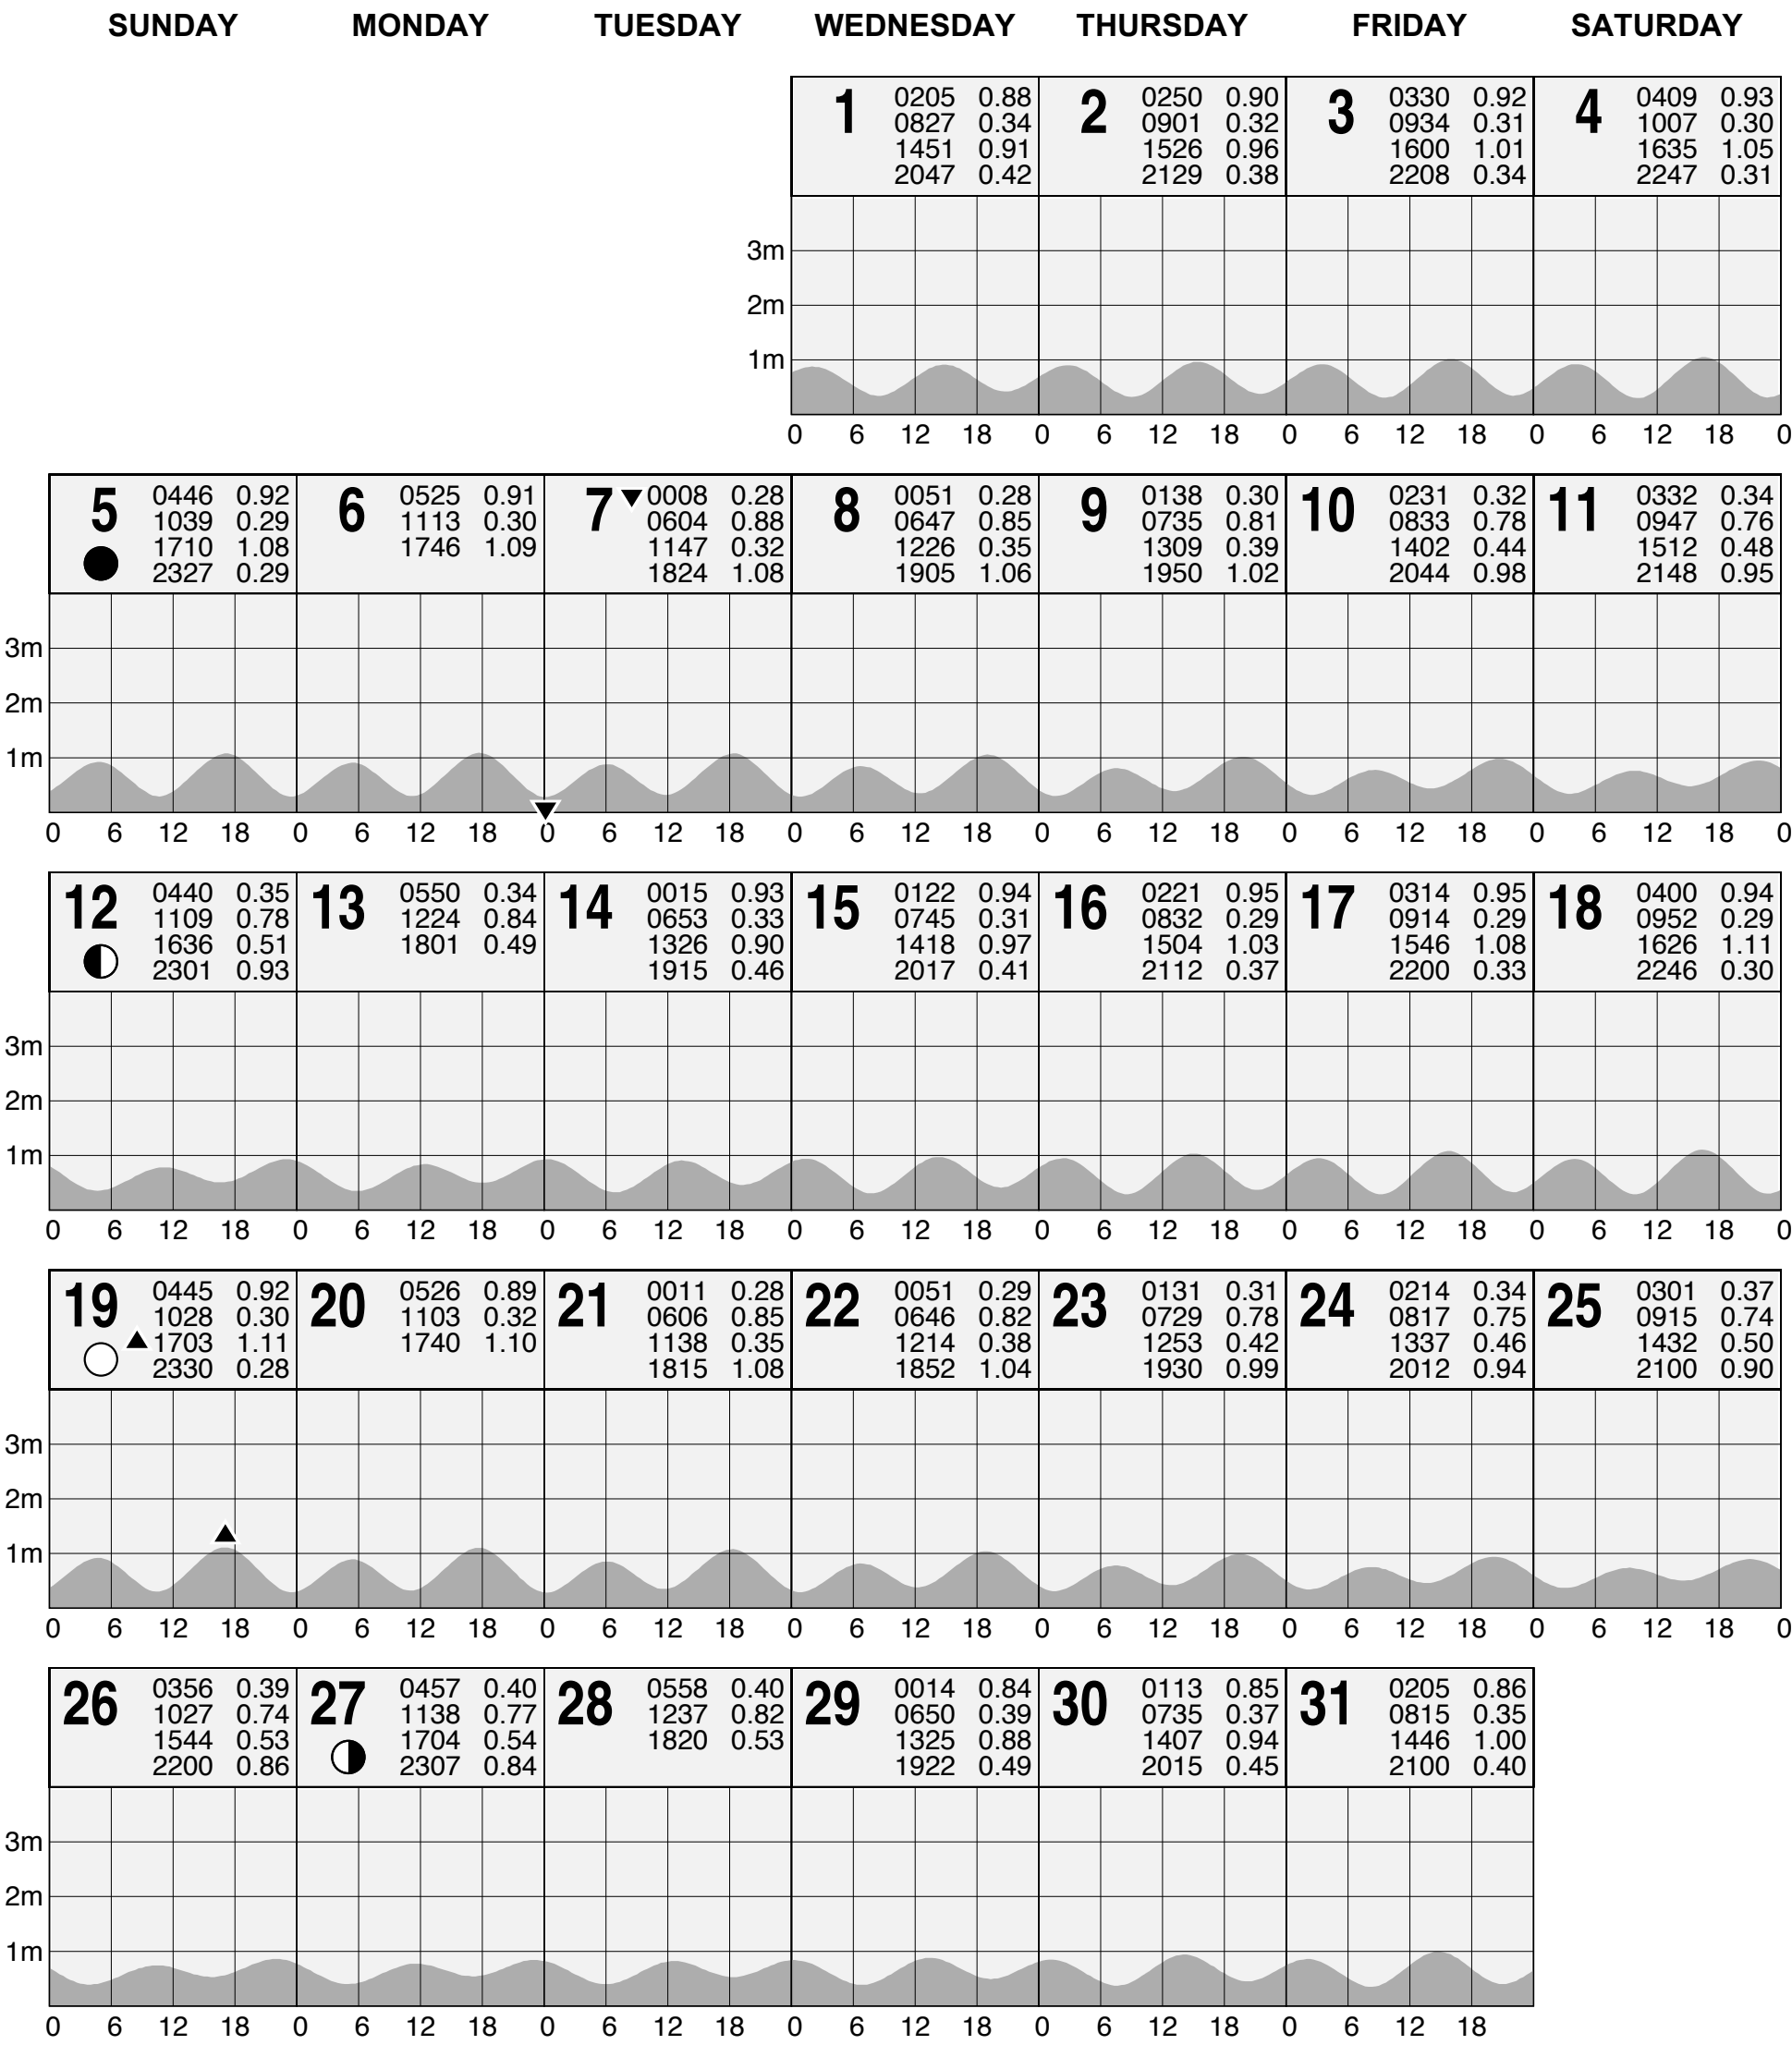 SUNDAY MONDAY TUESDAY WEDNESDAY THURSDAY FRIDAY SATURDAY
1 0205 0.88 2 0250 0.90 3 0330 0.92 4 0409 0.93
0827 0.34 0901 0.32 0934 0.31 1007 0.30
1451 0.91 1526 0.96 1600 1.01 1635 1.05
2047 0.42 2129 0.38 2208 0.34 2247 0.31
3m
2m
1m
0 6 12 18 0 6 12 18 0 6 12 18 0 6 12 18 0
5 0446 0.92 6 0525 0.91 7 0008 0.28 8 0051 0.28 9 0138 0.30 10 0231 0.32 11 0332 0.34
1039 0.29 1113 0.30 0604 0.88 0647 0.85 0735 0.81 0833 0.78 0947 0.76
1710 1.08 1746 1.09 1147 0.32 1226 0.35 1309 0.39 1402 0.44 1512 0.48
2327 0.29 1824 1.08 1905 1.06 1950 1.02 2044 0.98 2148 0.95
3m
2m
1m
0 6 12 18 0 6 12 18 0 6 12 18 0 6 12 18 0 6 12 18 0 6 12 18 0 6 12 18 0
12 0440 0.35 13 0550 0.34 14 0015 0.93 15 0122 0.94 16 0221 0.95 17 0314 0.95 18 0400 0.94
1109 0.78 1224 0.84 0653 0.33 0745 0.31 0832 0.29 0914 0.29 0952 0.29
1636 0.51 1801 0.49 1326 0.90 1418 0.97 1504 1.03 1546 1.08 1626 1.11
2301 0.93 1915 0.46 2017 0.41 2112 0.37 2200 0.33 2246 0.30
3m
2m
1m
0 6 12 18 0 6 12 18 0 6 12 18 0 6 12 18 0 6 12 18 0 6 12 18 0 6 12 18 0
19 0445 0.92 20 0526 0.89 21 0011 0.28 22 0051 0.29 23 0131 0.31 24 0214 0.34 25 0301 0.37
1028 0.30 1103 0.32 0606 0.85 0646 0.82 0729 0.78 0817 0.75 0915 0.74
1703 1.11 1740 1.10 1138 0.35 1214 0.38 1253 0.42 1337 0.46 1432 0.50
2330 0.28 1815 1.08 1852 1.04 1930 0.99 2012 0.94 2100 0.90
3m
2m
1m
0 6 12 18 0 6 12 18 0 6 12 18 0 6 12 18 0 6 12 18 0 6 12 18 0 6 12 18 0
26 0356 0.39 27 0457 0.40 28 0558 0.40 29 0014 0.84 30 0113 0.85 31 0205 0.86
1027 0.74 1138 0.77 1237 0.82 0650 0.39 0735 0.37 0815 0.35
1544 0.53 1704 0.54 1820 0.53 1325 0.88 1407 0.94 1446 1.00
2200 0.86 2307 0.84 1922 0.49 2015 0.45 2100 0.40
3m
2m
1m
0 6 12 18 0 6 12 18 0 6 12 18 0 6 12 18 0 6 12 18 0 6 12 18